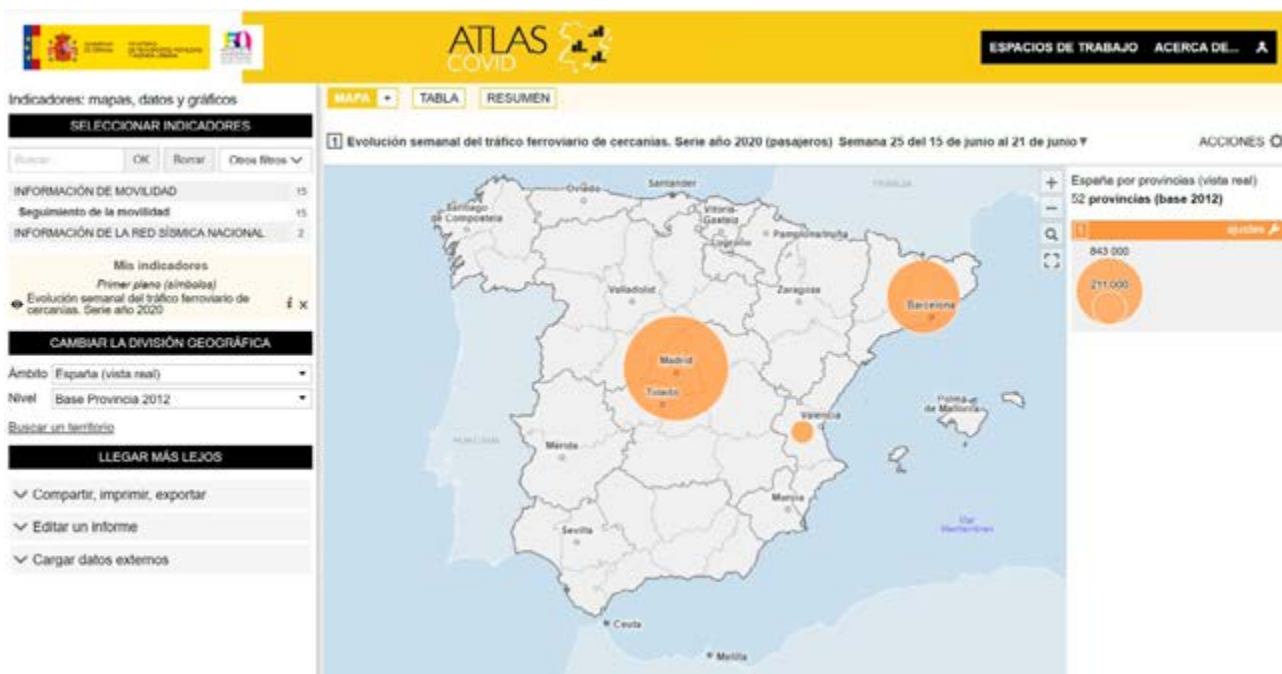 ATLAS
COVID
ESPACIOS DE TRABAJO ACERCA DE...
Indicadores: mapas, datos y gráficos
SELECCIONAR INDICADORES
Buscar... OK Borrar Otros filtros
INFORMACIÓN DE MOVILIDAD 15
Seguimiento de la movilidad 15
INFORMACIÓN DE LA RED SÍSMICA NACIONAL 2
Mis indicadores
Primer plano (símbolos)
Evolución semanal del tráfico ferroviario de
cercanías. Serie año 2020 i x
CAMBIAR LA DIVISIÓN GEOGRÁFICA
Ámbito España (vista real)
Nivel Base Provincia 2012
Buscar un territorio
LLEGAR MÁS LEJOS
Compartir, imprimir, exportar
Editar un informe
Cargar datos externos
MAPA + TABLA RESUMEN
1 Evolución semanal del tráfico ferroviario de cercanías. Serie año 2020 (pasajeros) Semana 25 del 15 de junio al 21 de junio ▾
ACCIONES
Oviedo
Santander
Santiago
de Compostela
Vitoria-
Gasteiz
Pamplona/Iruña
Logroño
Valladolid
Zaragoza
Barcelona
Madrid
Toledo
Valencia
Palma
de Mallorca
Mérida
Murcia
Sevilla
Mar
Mediterráneo
Ceuta
Melilla
+
−
España por provincias (vista real)
52 provincias (base 2012)
1 ajustes
843 000
211 000